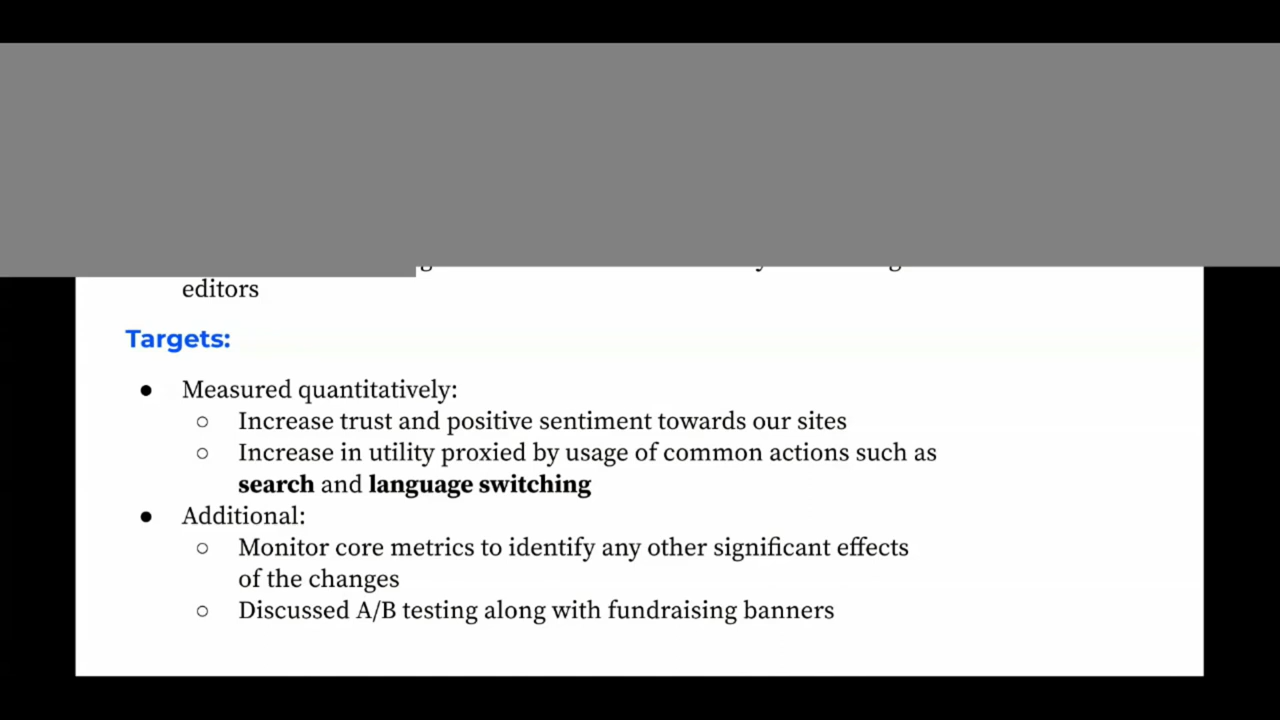 editors
Targets:
● Measured quantitatively:
○ Increase trust and positive sentiment towards our sites
○ Increase in utility proxied by usage of common actions such as
search and language switching
● Additional:
○ Monitor core metrics to identify any other significant effects
of the changes
○ Discussed A/B testing along with fundraising banners